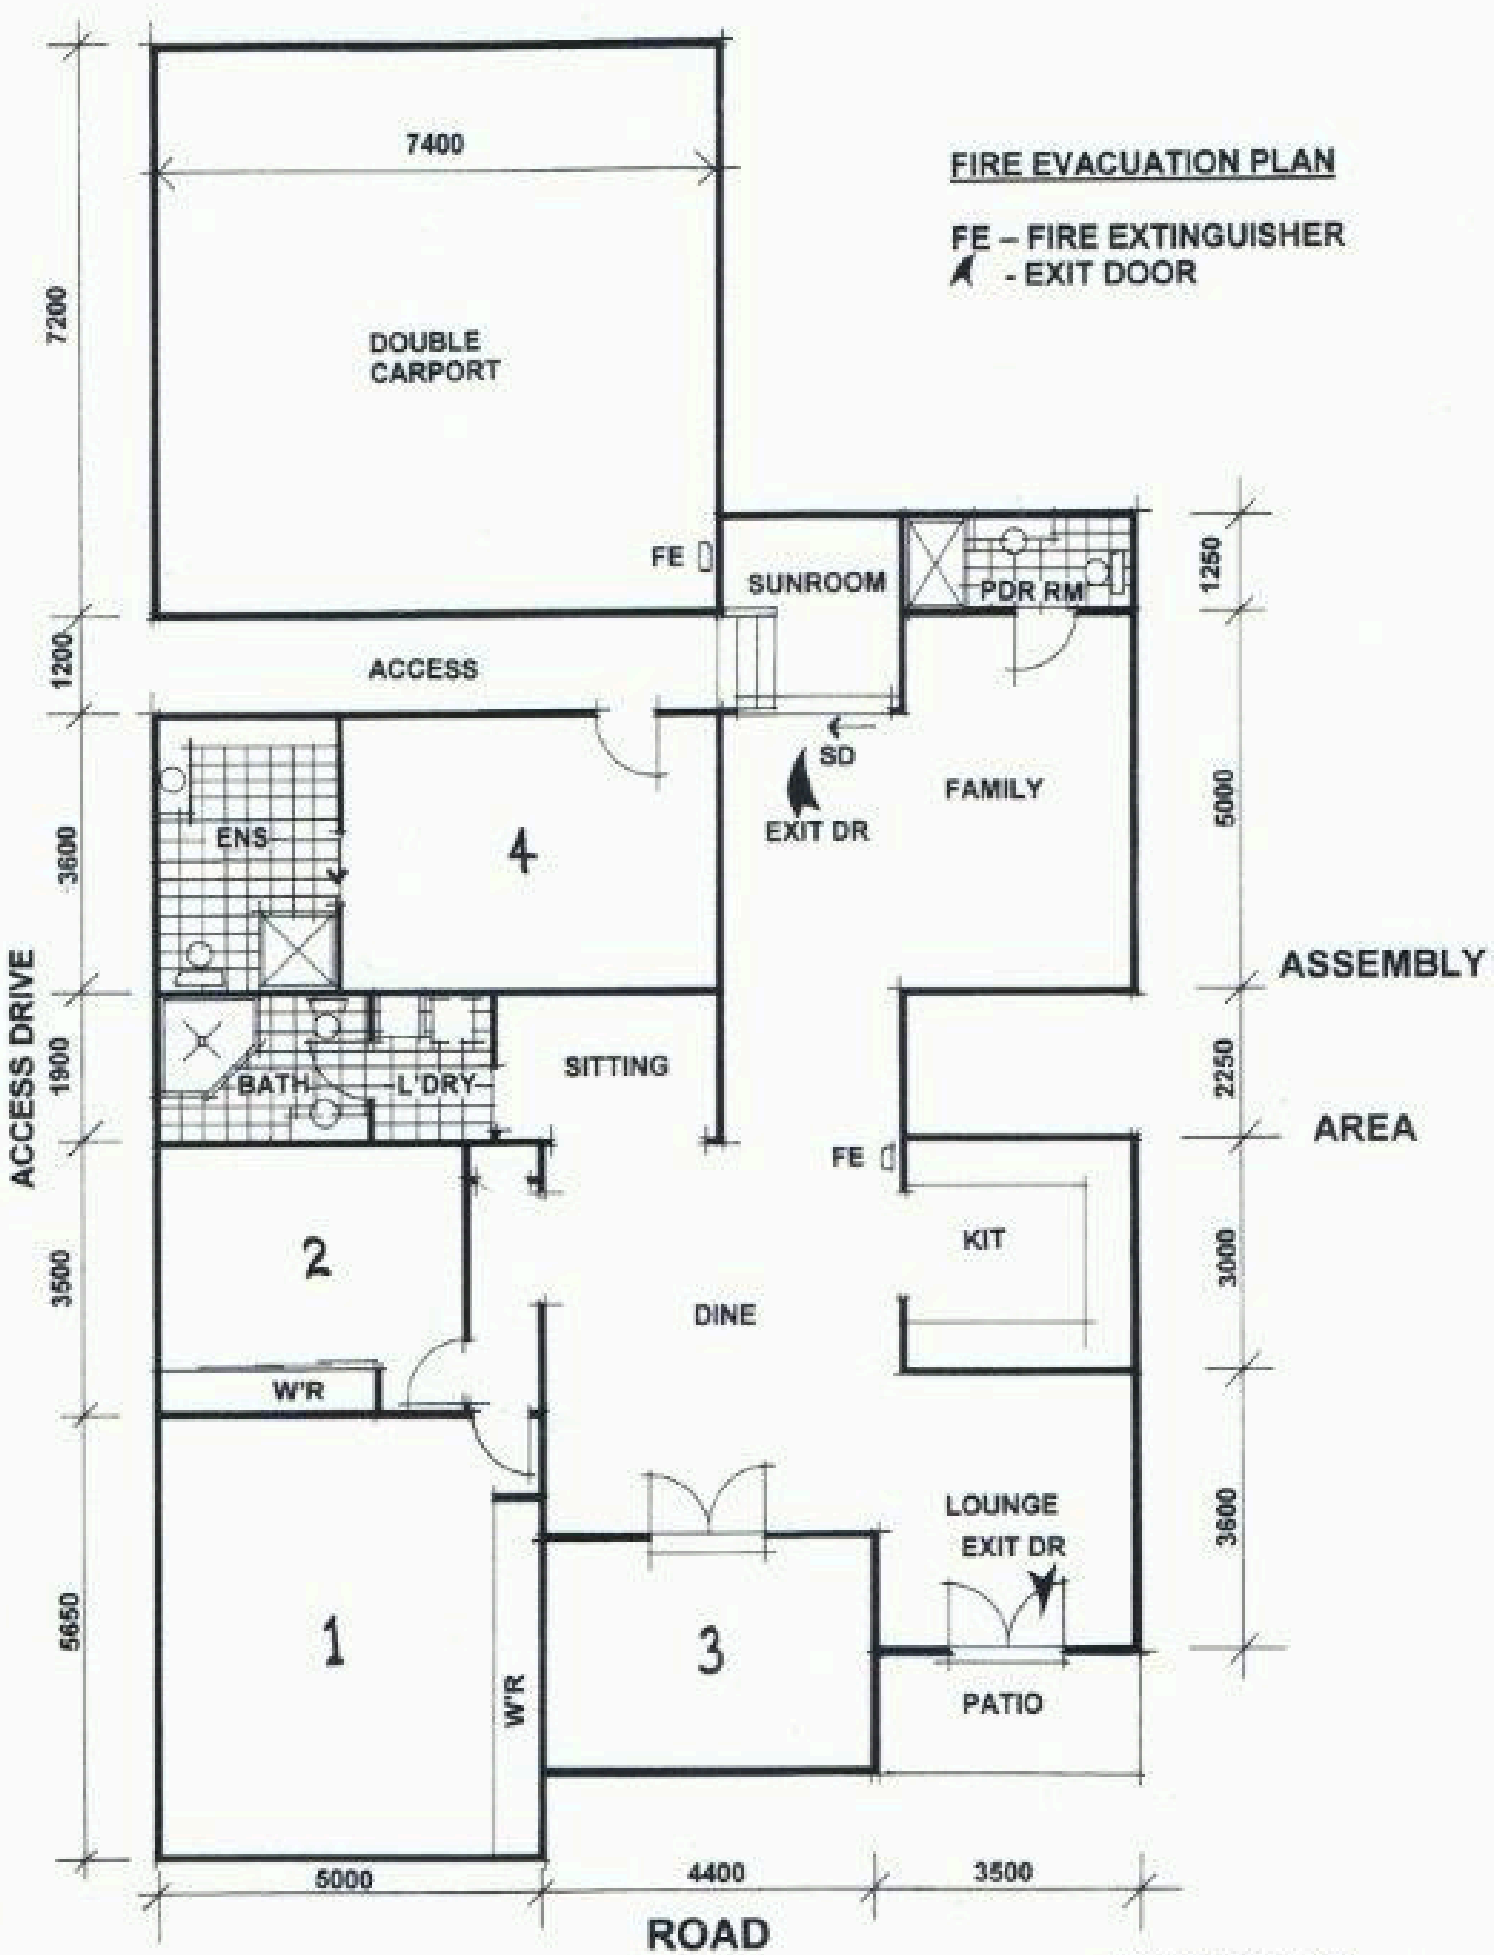 7400
FIRE EVACUATION PLAN
FE – FIRE EXTINGUISHER
- EXIT DOOR
7200
DOUBLE
CARPORT
FE
SUNROOM
PDR RM
1250
1200
ACCESS
SD
EXIT DR
FAMILY
5000
3600
ENS
4
ASSEMBLY
AREA
ACCESS DRIVE
1900
BATH
L'DRY
SITTING
2250
FE
KIT
3000
3500
2
DINE
W'R
LOUNGE
EXIT DR
3600
5650
1
W'R
3
PATIO
5000
4400
3500
ROAD